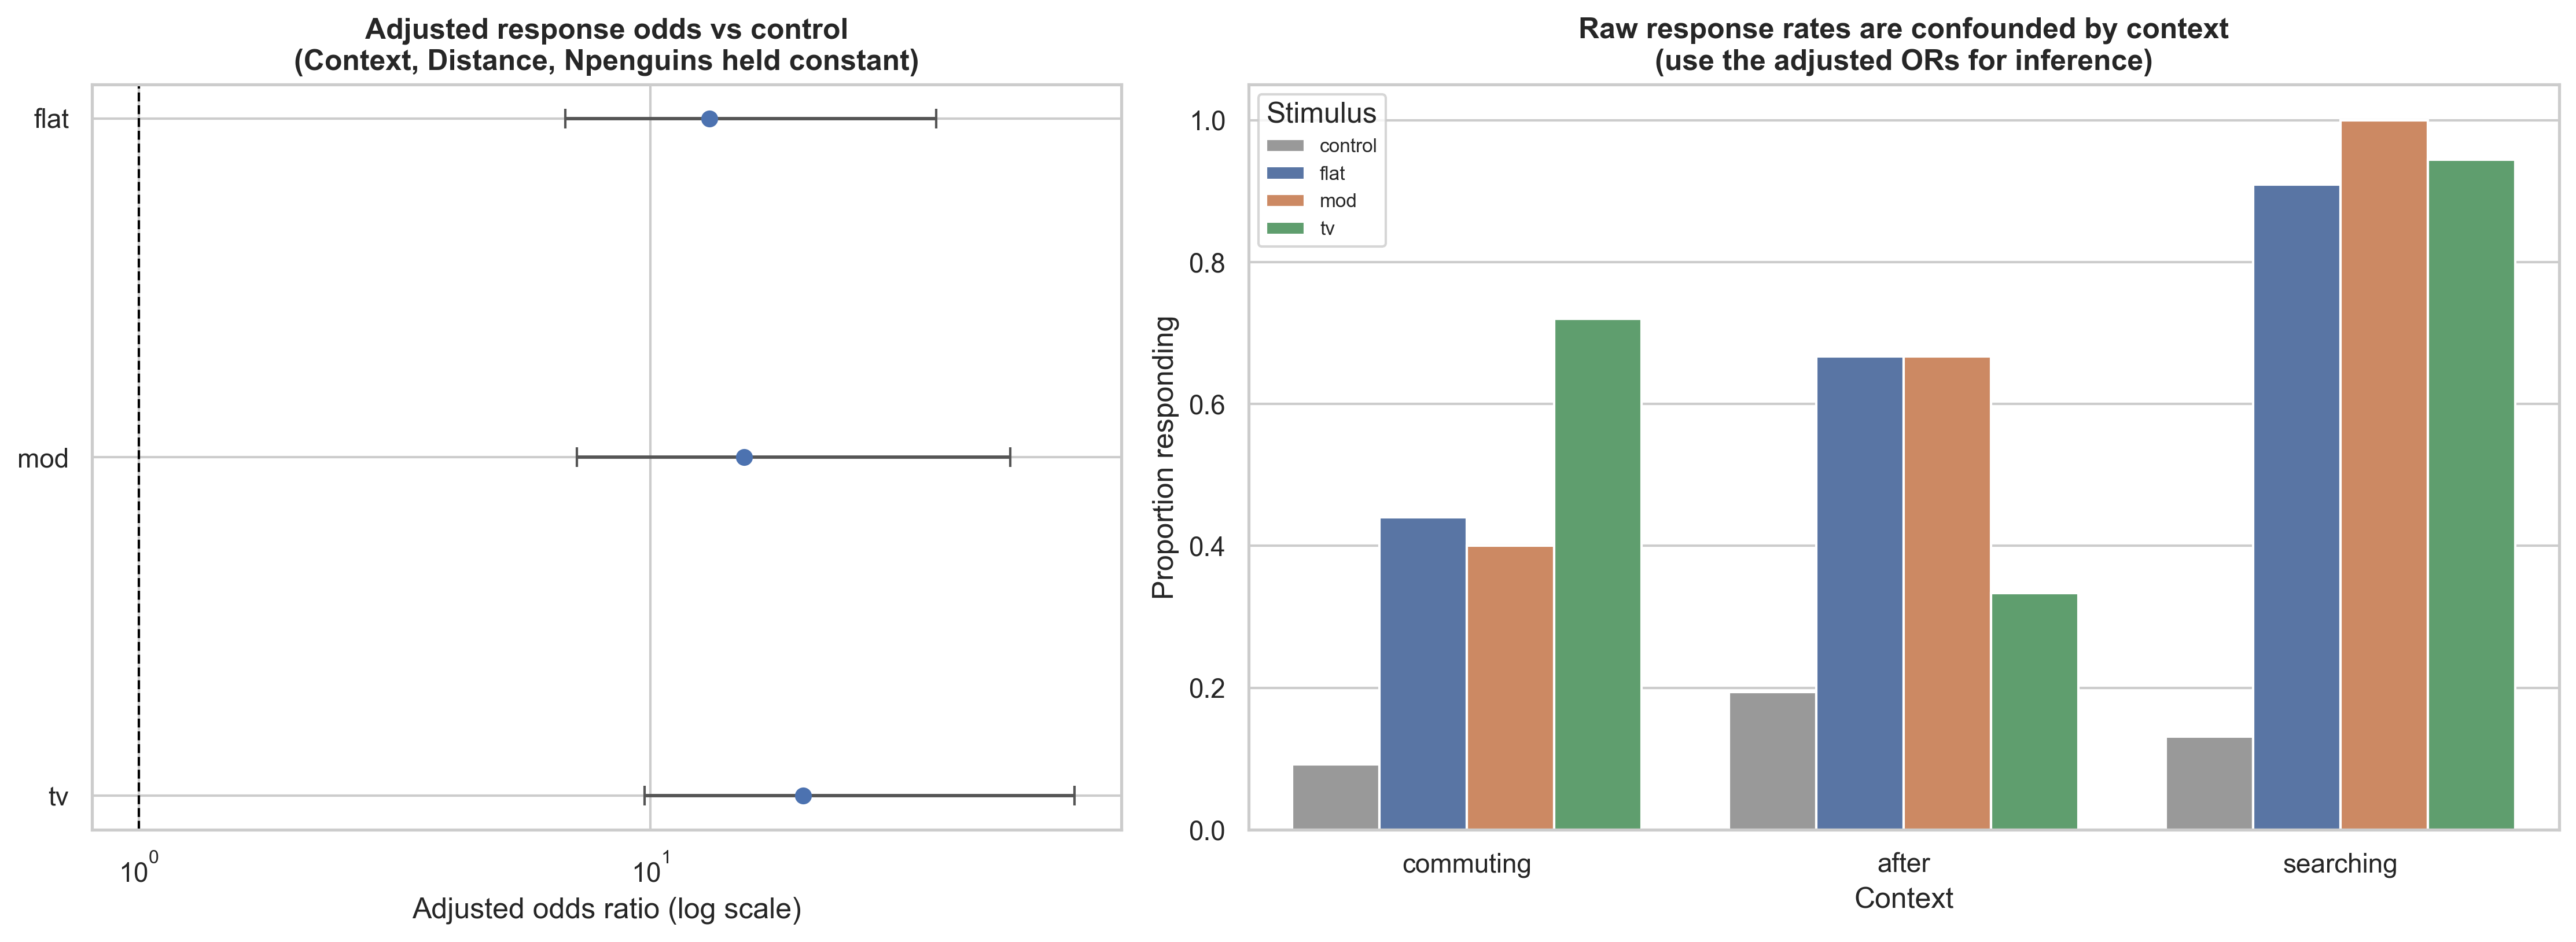 Adjusted response odds vs control
(Context, Distance, Npenguins held constant)
flat
mod
tv
10^0
10^1
Adjusted odds ratio (log scale)
Raw response rates are confounded by context
(use the adjusted ORs for inference)
Stimulus
control
flat
mod
tv
1.0
0.8
0.6
0.4
0.2
0.0
Proportion responding
commuting
after
searching
Context